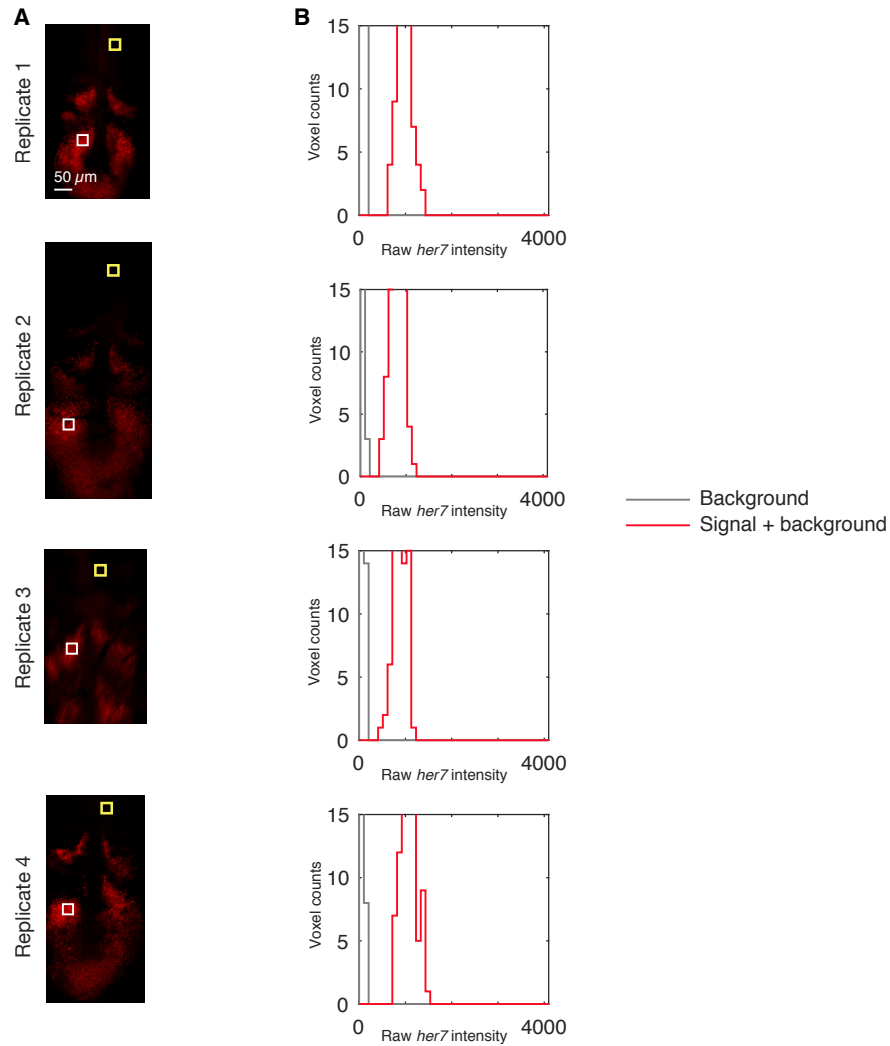 A
B
Replicate 1
50 µm
15
10
5
0
Voxel counts
0
4000
Raw her7 intensity
Replicate 2
15
10
5
0
Voxel counts
0
4000
Raw her7 intensity
Background
Signal + background
Replicate 3
15
10
5
0
Voxel counts
0
4000
Raw her7 intensity
Replicate 4
15
10
5
0
Voxel counts
0
4000
Raw her7 intensity